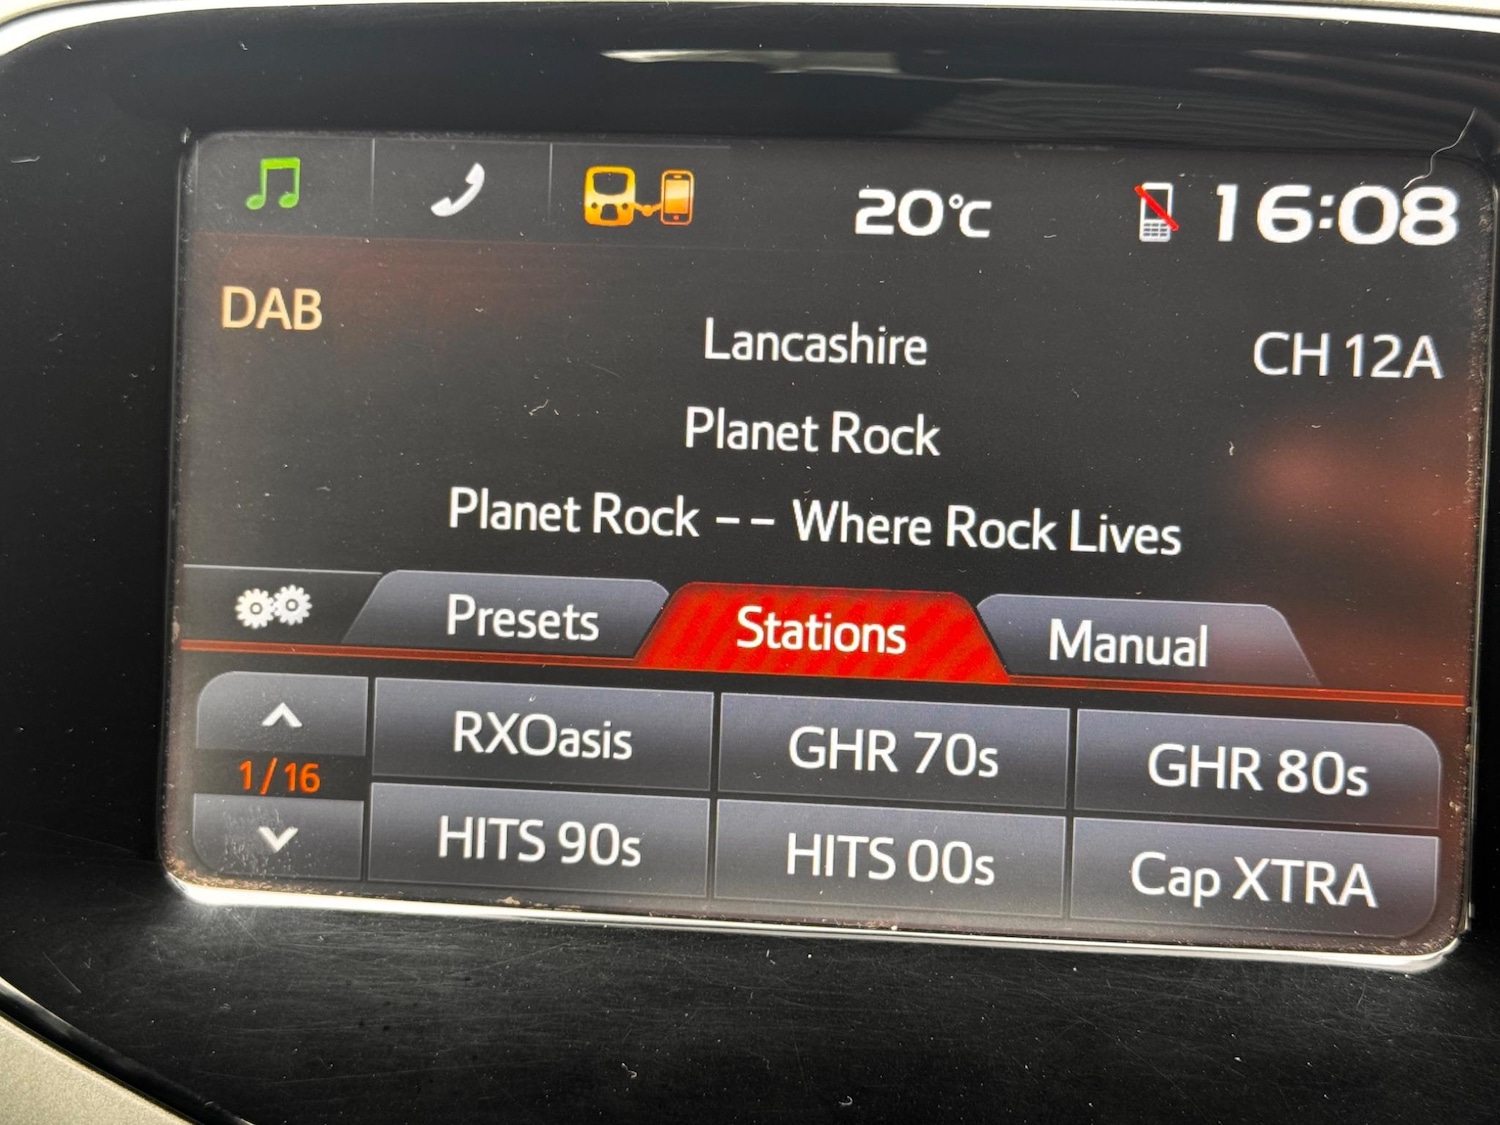 20°C 16:08
DAB
Lancashire CH 12A
Planet Rock
Planet Rock -- Where Rock Lives
Presets Stations Manual
RXOasis GHR 70s GHR 80s
1/16
HITS 90s HITS 00s Cap XTRA